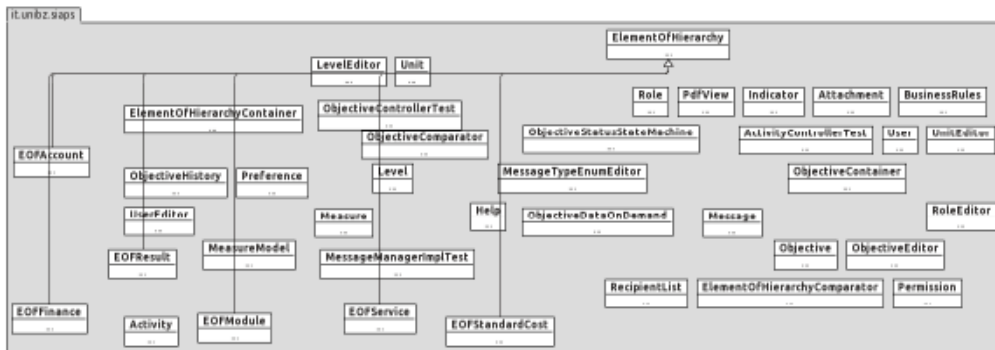 it.unibz.siaps
ElementOfHierarchy
LevelEditor
Unit
Role
PdfView
Indicator
Attachment
BusinessRules
ElementOfHierarchyContainer
ObjectiveControllerTest
ObjectiveComparator
ObjectiveStatusStateMachine
ActivityControllerTest
User
UnitEditor
EOFAccount
ObjectiveHistory
Preference
Level
MessageTypeEnumEditor
ObjectiveContainer
UserEditor
Measure
Help
ObjectiveDataOnDemand
Message
RoleEditor
EOFResult
MeasureModel
MessageManagerImplTest
Objective
ObjectiveEditor
RecipientList
ElementOfHierarchyComparator
Permission
EOFFinance
Activity
EOFModule
EOFService
EOFStandardCost